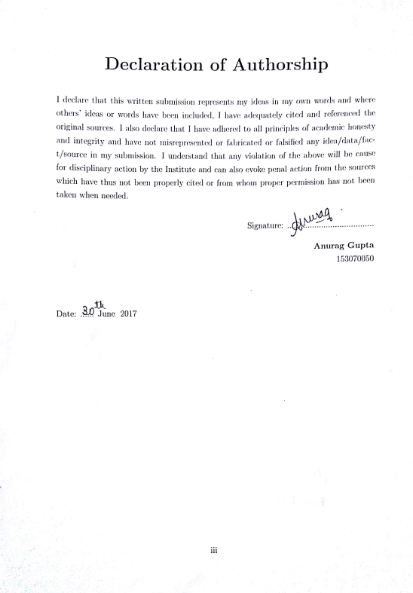 Declaration of Authorship
I declare that this written submission represents my ideas in my own words and where
others' ideas or words have been included, I have adequately cited and referenced the
original sources. I also declare that I have adhered to all principles of academic honesty
and integrity and have not misrepresented or fabricated or falsified any idea/data/fac-
t/source in my submission. I understand that any violation of the above will be cause
for disciplinary action by the Institute and can also evoke penal action from the sources
which have thus not been properly cited or from whom proper permission has not been
taken when needed.
Signature: Anurag
Anurag Gupta
153070050
Date: 30th June 2017
iii